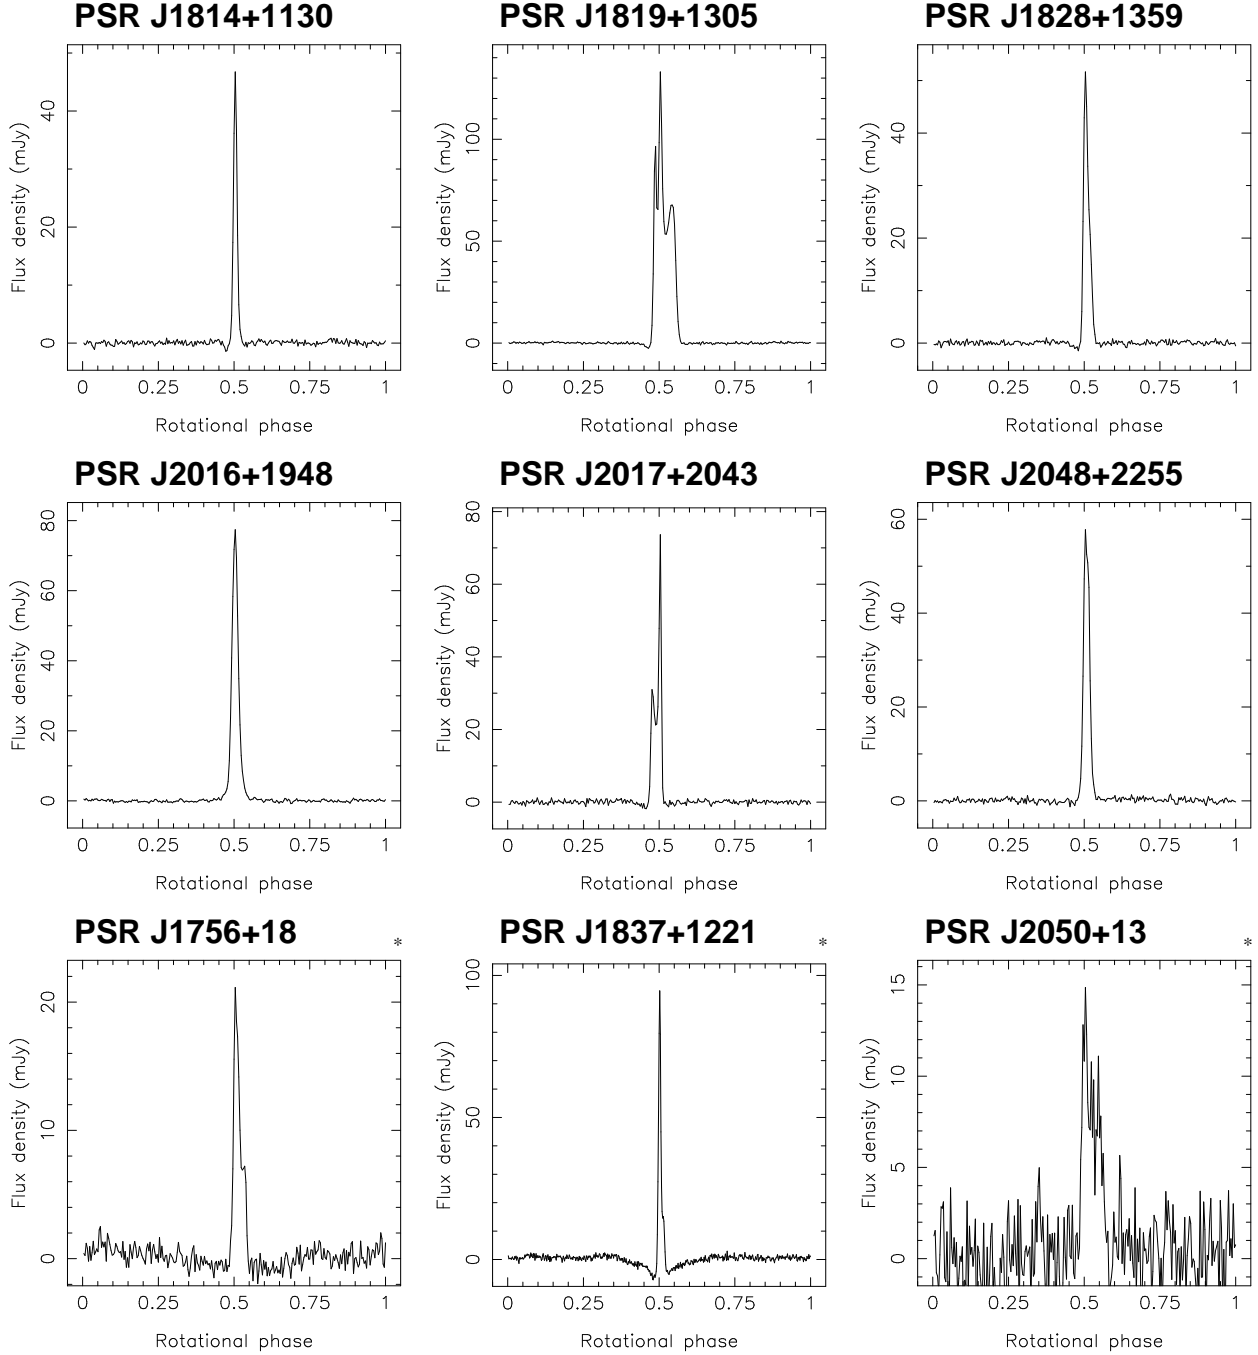 PSR J1814+1130 PSR J1819+1305 PSR J1828+1359
40 100 40
20 50 20
0 0 0
Flux density (mJy) Flux density (mJy) Flux density (mJy)
0 0.25 0.5 0.75 1 0 0.25 0.5 0.75 1 0 0.25 0.5 0.75 1
Rotational phase Rotational phase Rotational phase
PSR J2016+1948 PSR J2017+2043 PSR J2048+2255
80 80 60
60 60 40
40 40 20
20 20 0
0 0
Flux density (mJy) Flux density (mJy) Flux density (mJy)
0 0.25 0.5 0.75 1 0 0.25 0.5 0.75 1 0 0.25 0.5 0.75 1
Rotational phase Rotational phase Rotational phase
PSR J1756+18 * PSR J1837+1221 * PSR J2050+13 *
20 100 15
10 50 10
0 0 5
0
Flux density (mJy) Flux density (mJy) Flux density (mJy)
0 0.25 0.5 0.75 1 0 0.25 0.5 0.75 1 0 0.25 0.5 0.75 1
Rotational phase Rotational phase Rotational phase